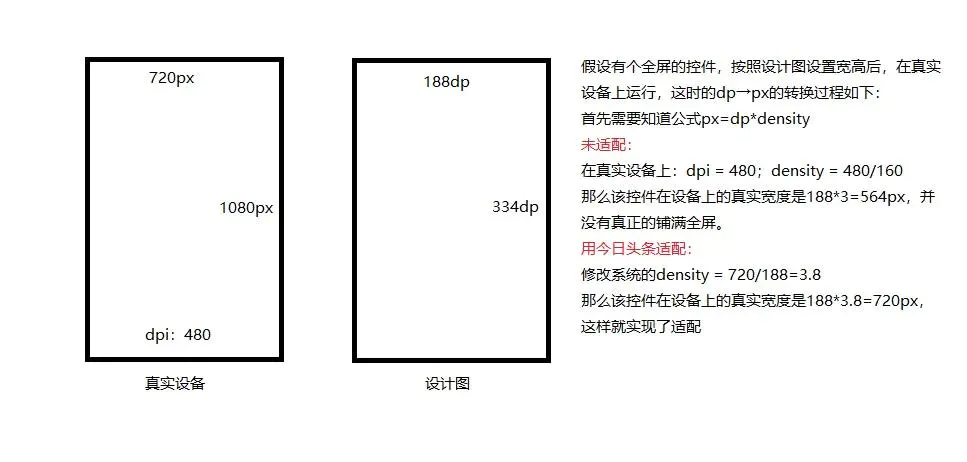 720px
1080px
dpi：480
真实设备
188dp
334dp
设计图
假设有个全屏的控件，按照设计图设置宽高后，在真实
设备上运行，这时的dp→px的转换过程如下：
首先需要知道公式px=dp*density
未适配：
在真实设备上：dpi = 480；density = 480/160
那么该控件在设备上的真实宽度是188*3=564px，并
没有真正的铺满全屏。
用今日头条适配：
修改系统的density = 720/188=3.8
那么该控件在设备上的真实宽度是188*3.8=720px，
这样就实现了适配